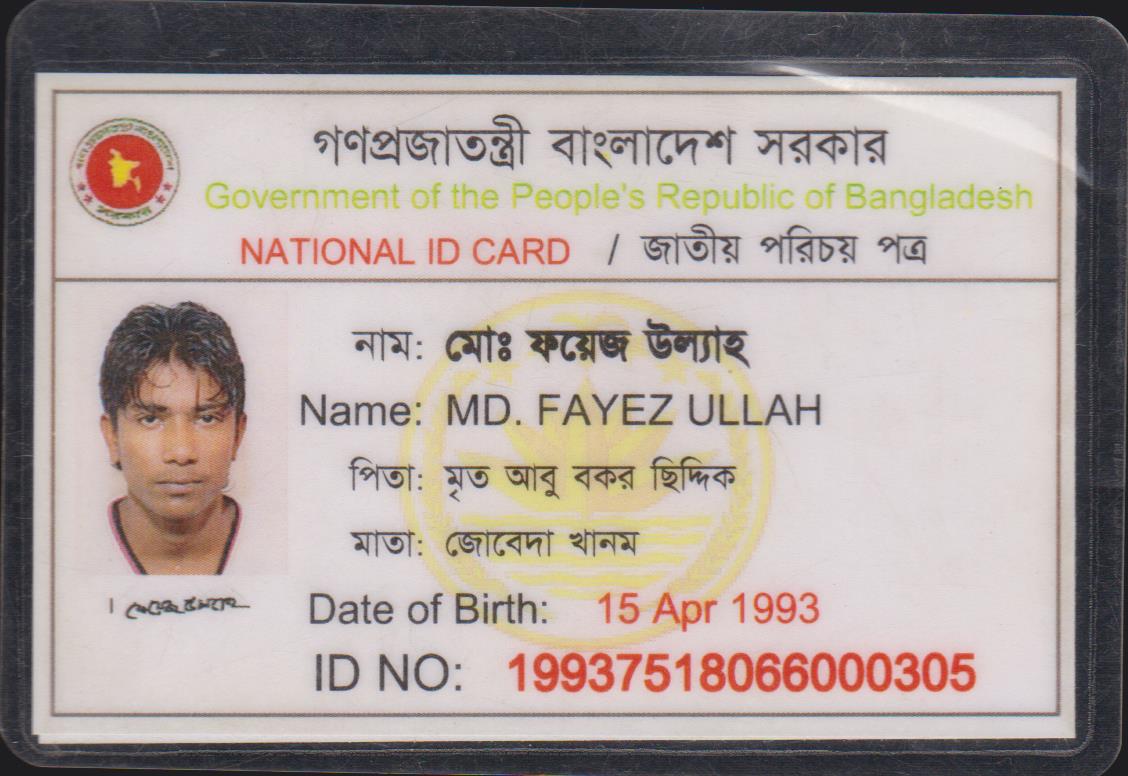 গণপ্রজাতন্ত্রী বাংলাদেশ সরকার
Government of the People's Republic of Bangladesh
NATIONAL ID CARD / জাতীয় পরিচয় পত্র
নাম: মোঃ ফয়েজ উল্যাহ
Name: MD. FAYEZ ULLAH
পিতা: মৃত আবু বকর ছিদ্দিক
মাতা: জোবেদা খানম
Date of Birth: 15 Apr 1993
ID NO: 19937518066000305